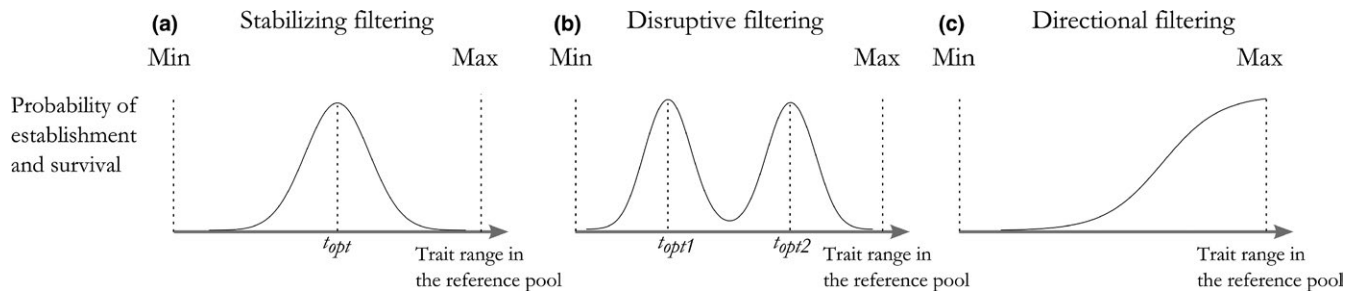 (a) Stabilizing filtering
Min Max
Probability of
establishment
and survival
topt
Trait range in
the reference pool
(b) Disruptive filtering
Min Max
topt1 topt2
Trait range in
the reference pool
(c) Directional filtering
Min Max
Trait range in
the reference pool